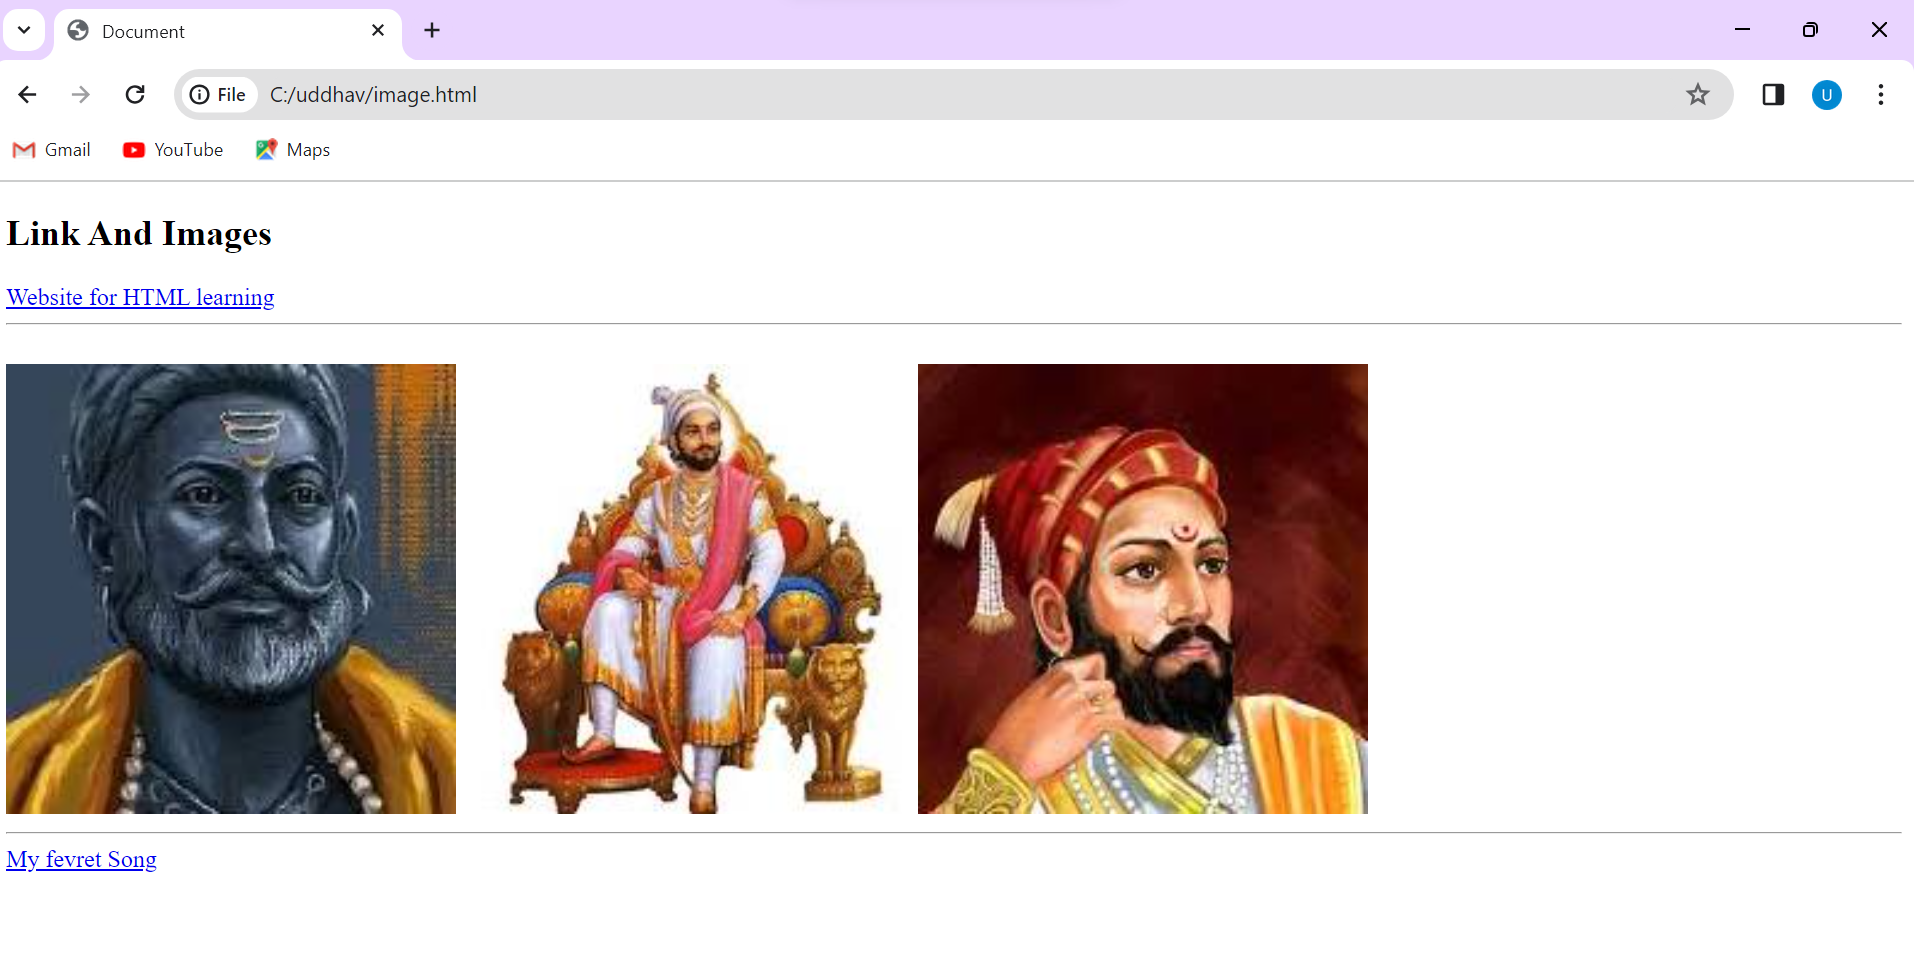 Document
File C:/uddhav/image.html
U
Gmail YouTube Maps
Link And Images
Website for HTML learning
My fevret Song